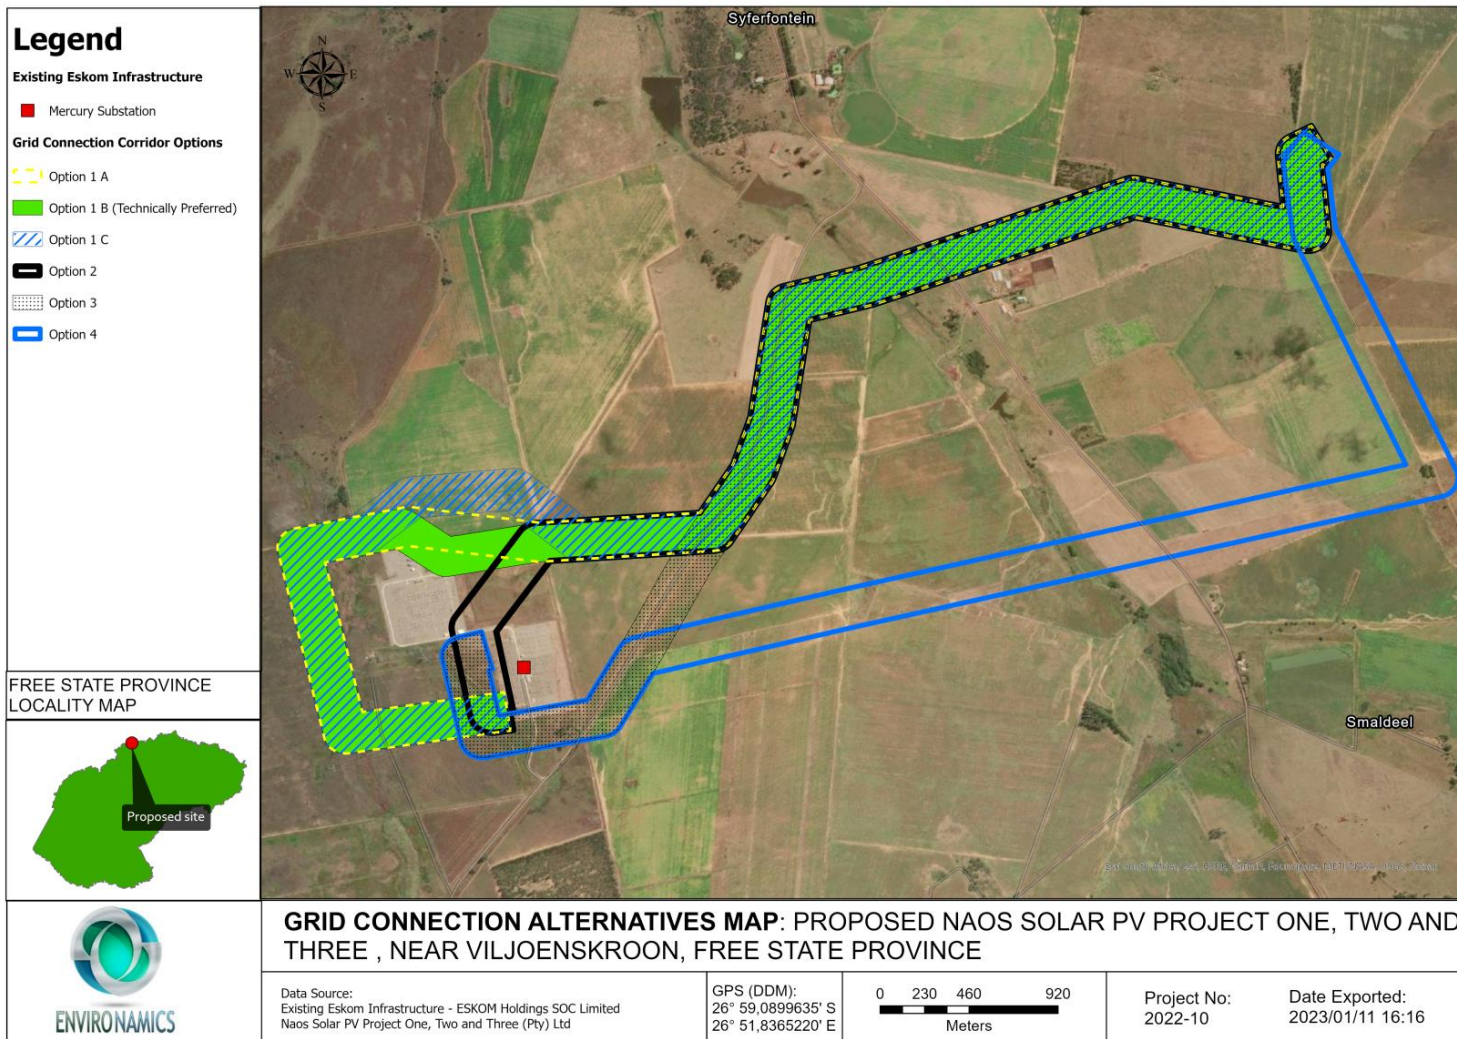 Legend
Existing Eskom Infrastructure
Mercury Substation
Grid Connection Corridor Options
Option 1 A
Option 1 B (Technically Preferred)
Option 1 C
Option 2
Option 3
Option 4
FREE STATE PROVINCE
LOCALITY MAP
Proposed site
ENVIRONAMICS
Syferfontein
N
W E
S
Smaldeel
GRID CONNECTION ALTERNATIVES MAP: PROPOSED NAOS SOLAR PV PROJECT ONE, TWO AND
THREE , NEAR VILJOENSKROON, FREE STATE PROVINCE
Data Source:
Existing Eskom Infrastructure - ESKOM Holdings SOC Limited
Naos Solar PV Project One, Two and Three (Pty) Ltd
GPS (DDM):
26° 59,0899635' S
26° 51,8365220' E
0 230 460 920
Meters
Project No:
2022-10
Date Exported:
2023/01/11 16:16